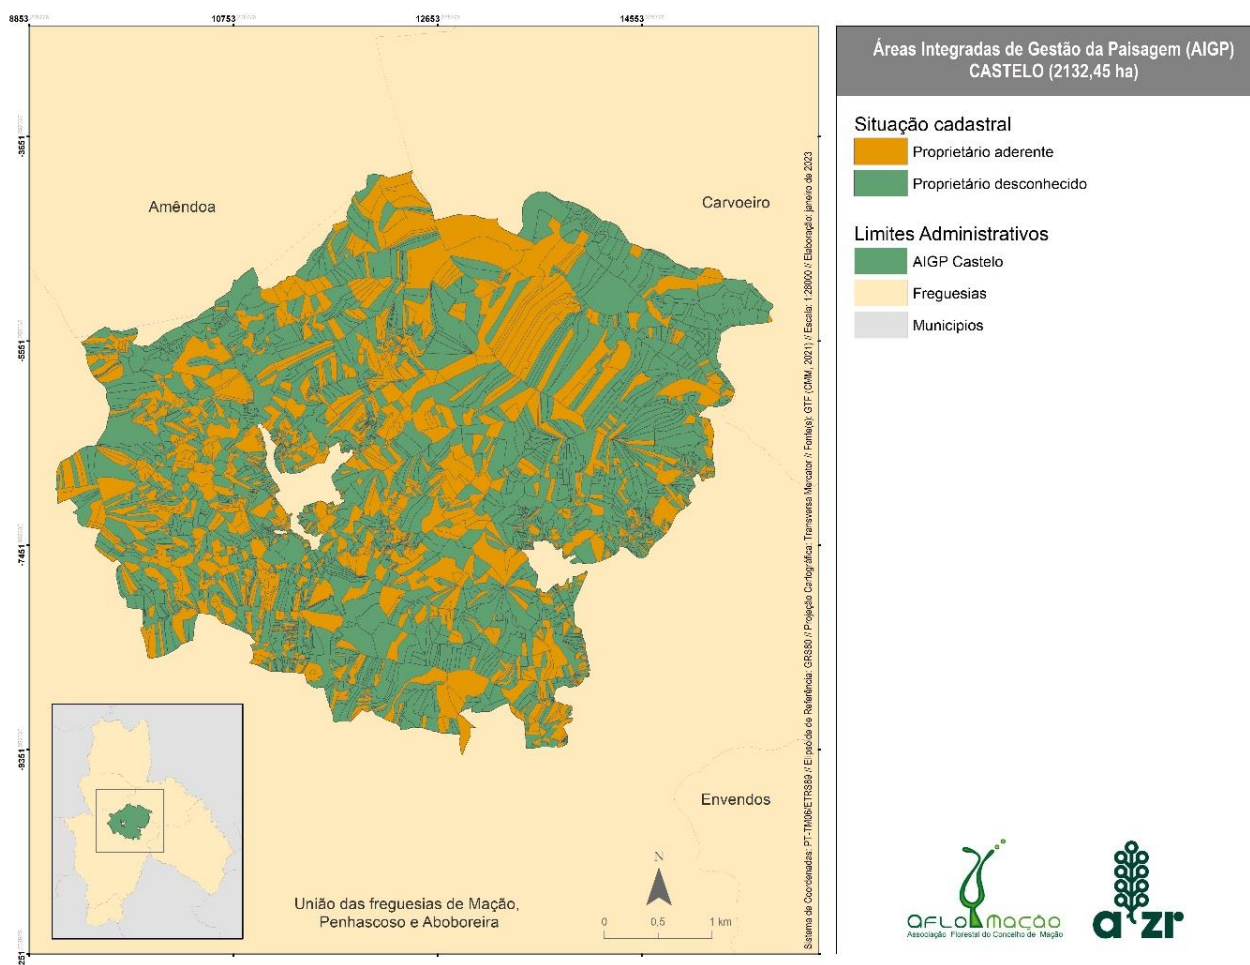 8853
10753
12653
14553
-3651
-5551
-7451
-9351
251
Amêndoa
Carvoeiro
Envendos
União das freguesias de Mação,
Penhascoso e Aboboreira
N
0 0,5 1 km
Sistema de Coordenadas: PT-TM06/ETRS89 // Elipsóide de Referência: GRS80 // Projeção Cartográfica: Transversa Mercator // Fonte(s): GTF (CMM, 2021) // Escala: 1:28000 // Elaboração: janeiro de 2023
Áreas Integradas de Gestão da Paisagem (AIGP)
CASTELO (2132,45 ha)
Situação cadastral
Proprietário aderente
Proprietário desconhecido
Limites Administrativos
AIGP Castelo
Freguesias
Municipios
aflomação
Associação Florestal do Concelho de Mação
a'zr